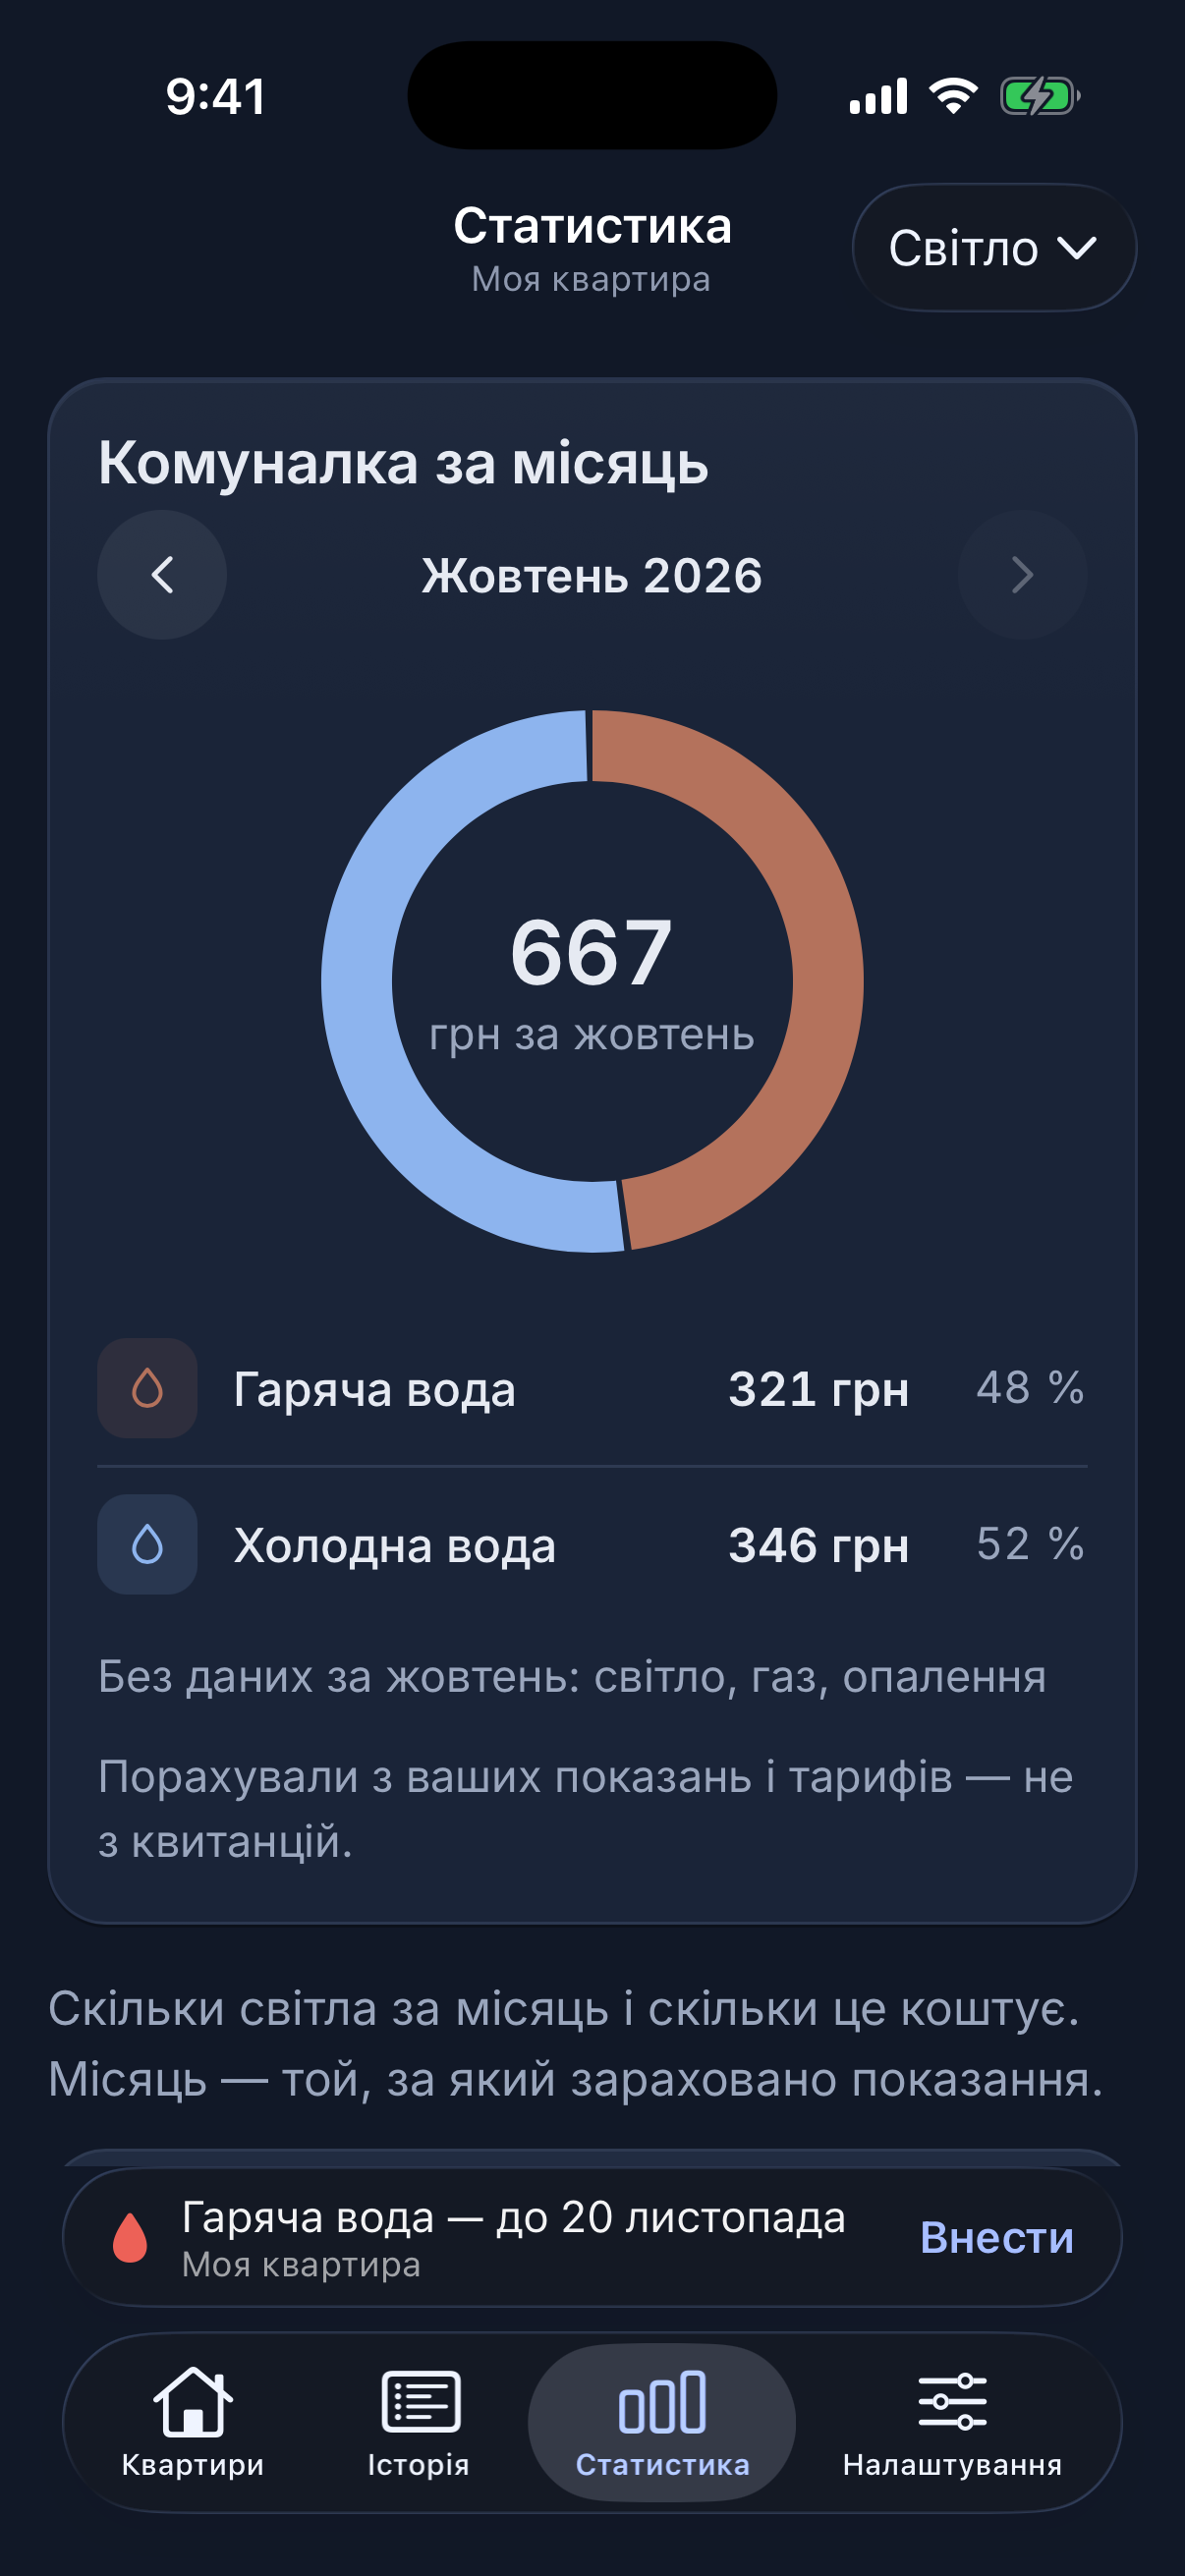 9:41
Статистика
Моя квартира
Світло
Комуналка за місяць
Жовтень 2026
667
грн за жовтень
Гаряча вода 321 грн 48 %
Холодна вода 346 грн 52 %
Без даних за жовтень: світло, газ, опалення
Порахували з ваших показань і тарифів — не
з квитанцій.
Скільки світла за місяць і скільки це коштує.
Місяць — той, за який зараховано показання.
Гаряча вода — до 20 листопада
Моя квартира
Внести
Квартири Історія Статистика Налаштування